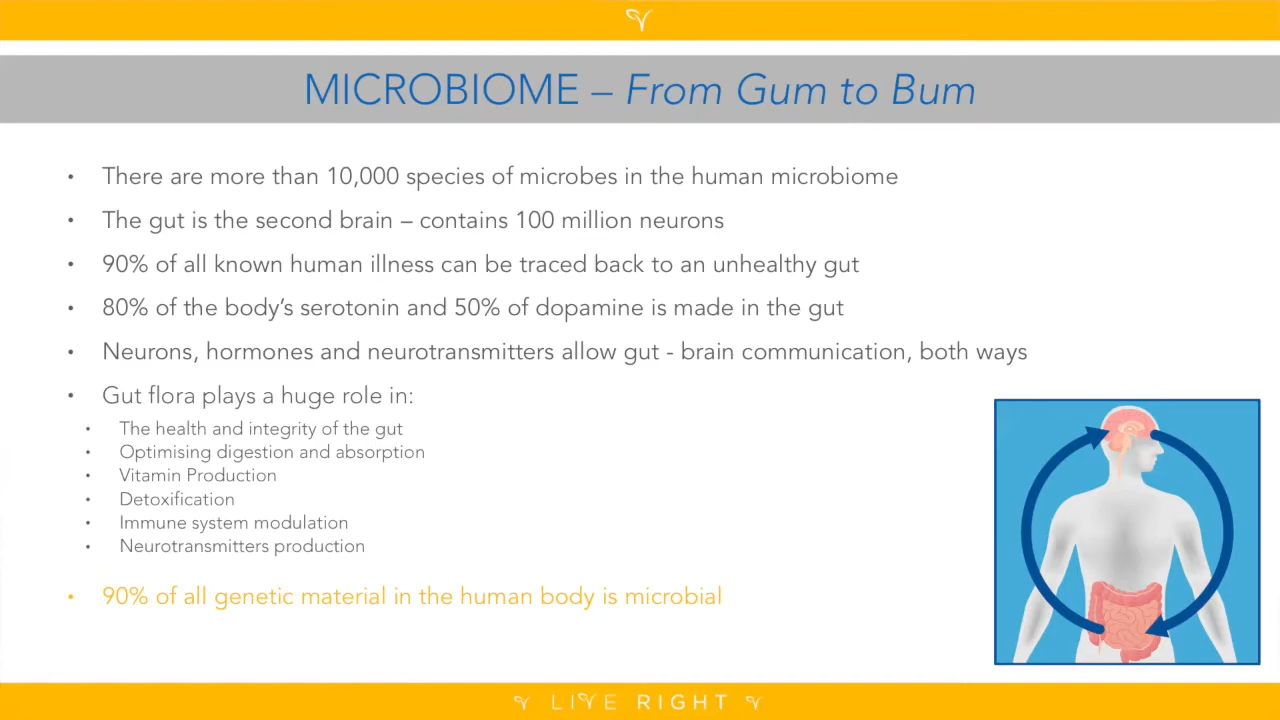 MICROBIOME – From Gum to Bum
• There are more than 10,000 species of microbes in the human microbiome
• The gut is the second brain – contains 100 million neurons
• 90% of all known human illness can be traced back to an unhealthy gut
• 80% of the body’s serotonin and 50% of dopamine is made in the gut
• Neurons, hormones and neurotransmitters allow gut - brain communication, both ways
• Gut flora plays a huge role in:
• The health and integrity of the gut
• Optimising digestion and absorption
• Vitamin Production
• Detoxification
• Immune system modulation
• Neurotransmitters production
• 90% of all genetic material in the human body is microbial
LIVE RIGHT